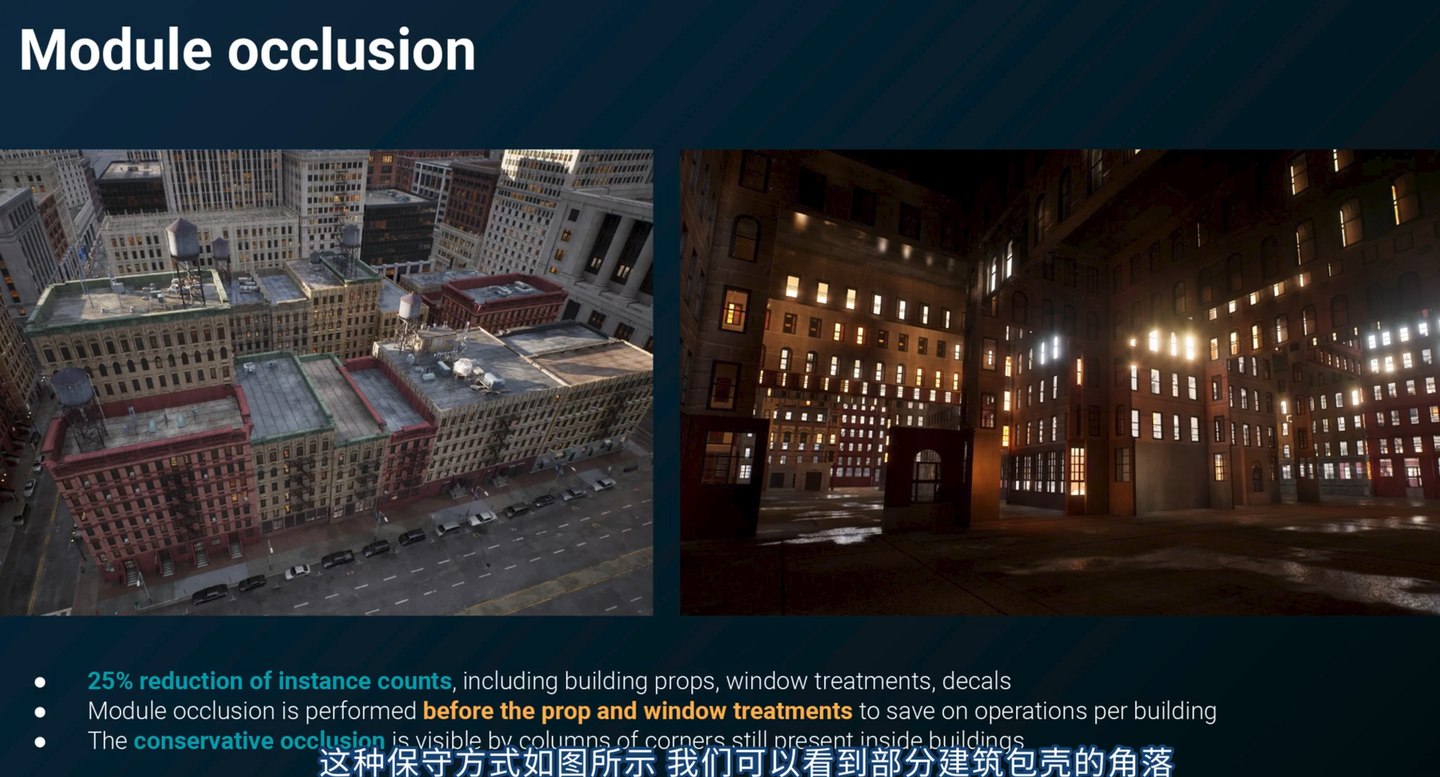 Module occlusion
25% reduction of instance counts, including building props, window treatments, decals
Module occlusion is performed before the prop and window treatments to save on operations per building
The conservative occlusion is visible by columns of corners still present inside buildings
这种保守方式如图所示 我们可以看到部分建筑包壳的角落